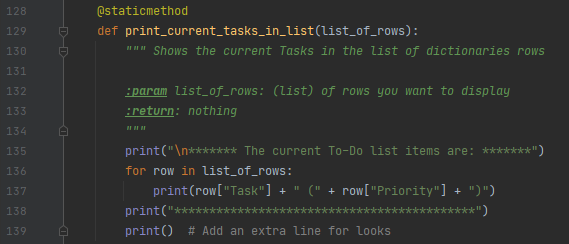 128 @staticmethod
129 def print_current_tasks_in_list(list_of_rows):
130 """ Shows the current Tasks in the list of dictionaries rows
131
132 :param list_of_rows: (list) of rows you want to display
133 :return: nothing
134 """
135 print("\n******* The current To-Do list items are: *******")
136 for row in list_of_rows:
137 print(row["Task"] + " (" + row["Priority"] + ")")
138 print("*******************************************")
139 print()  # Add an extra line for looks